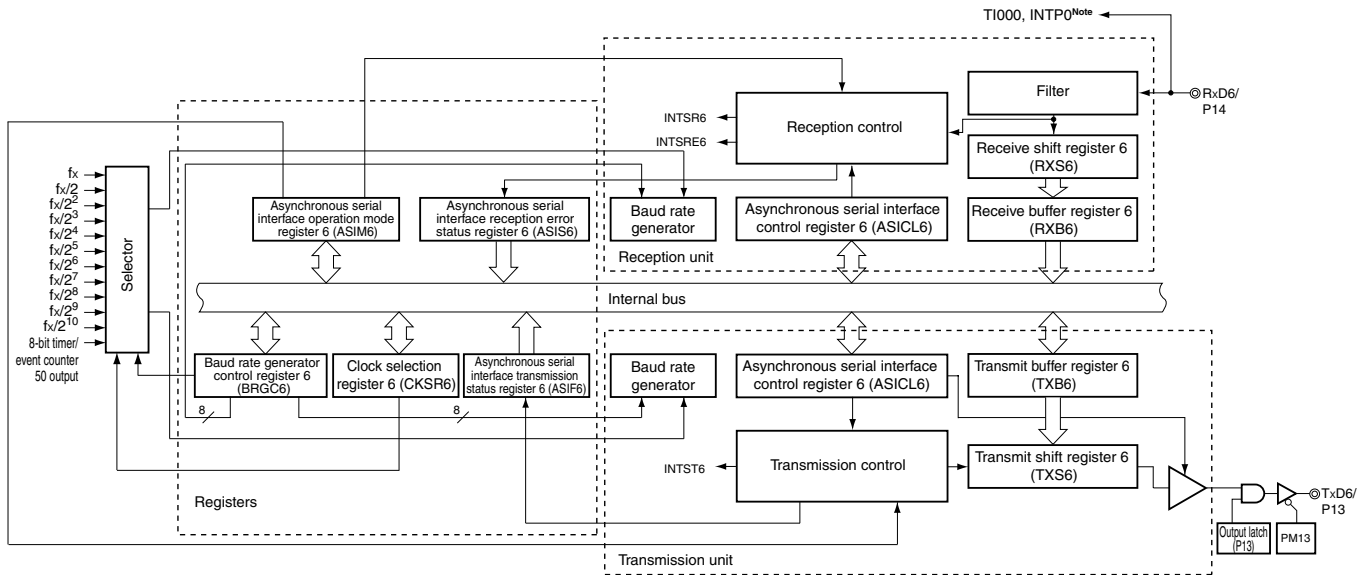 TI000, INTP0Note
Filter
RxD6/
P14
Reception control
INTSR6
INTSRE6
Receive shift register 6
(RXS6)
fX
fX/2
fX/2²
fX/2³
fX/2⁴
fX/2⁵
fX/2⁶
fX/2⁷
fX/2⁸
fX/2⁹
fX/2¹⁰
8-bit timer/
event counter
50 output
Selector
Asynchronous serial
interface operation mode
register 6 (ASIM6)
Asynchronous serial
interface reception error
status register 6 (ASIS6)
Baud rate
generator
Asynchronous serial interface
control register 6 (ASICL6)
Receive buffer register 6
(RXB6)
Reception unit
Internal bus
Baud rate generator
control register 6
(BRGC6)
Clock selection
register 6 (CKSR6)
Asynchronous serial
interface transmission
status register 6 (ASIF6)
Baud rate
generator
Asynchronous serial interface
control register 6 (ASICL6)
Transmit buffer register 6
(TXB6)
8
8
INTST6
Transmission control
Transmit shift register 6
(TXS6)
Registers
TxD6/
P13
Output latch
(P13)
PM13
Transmission unit